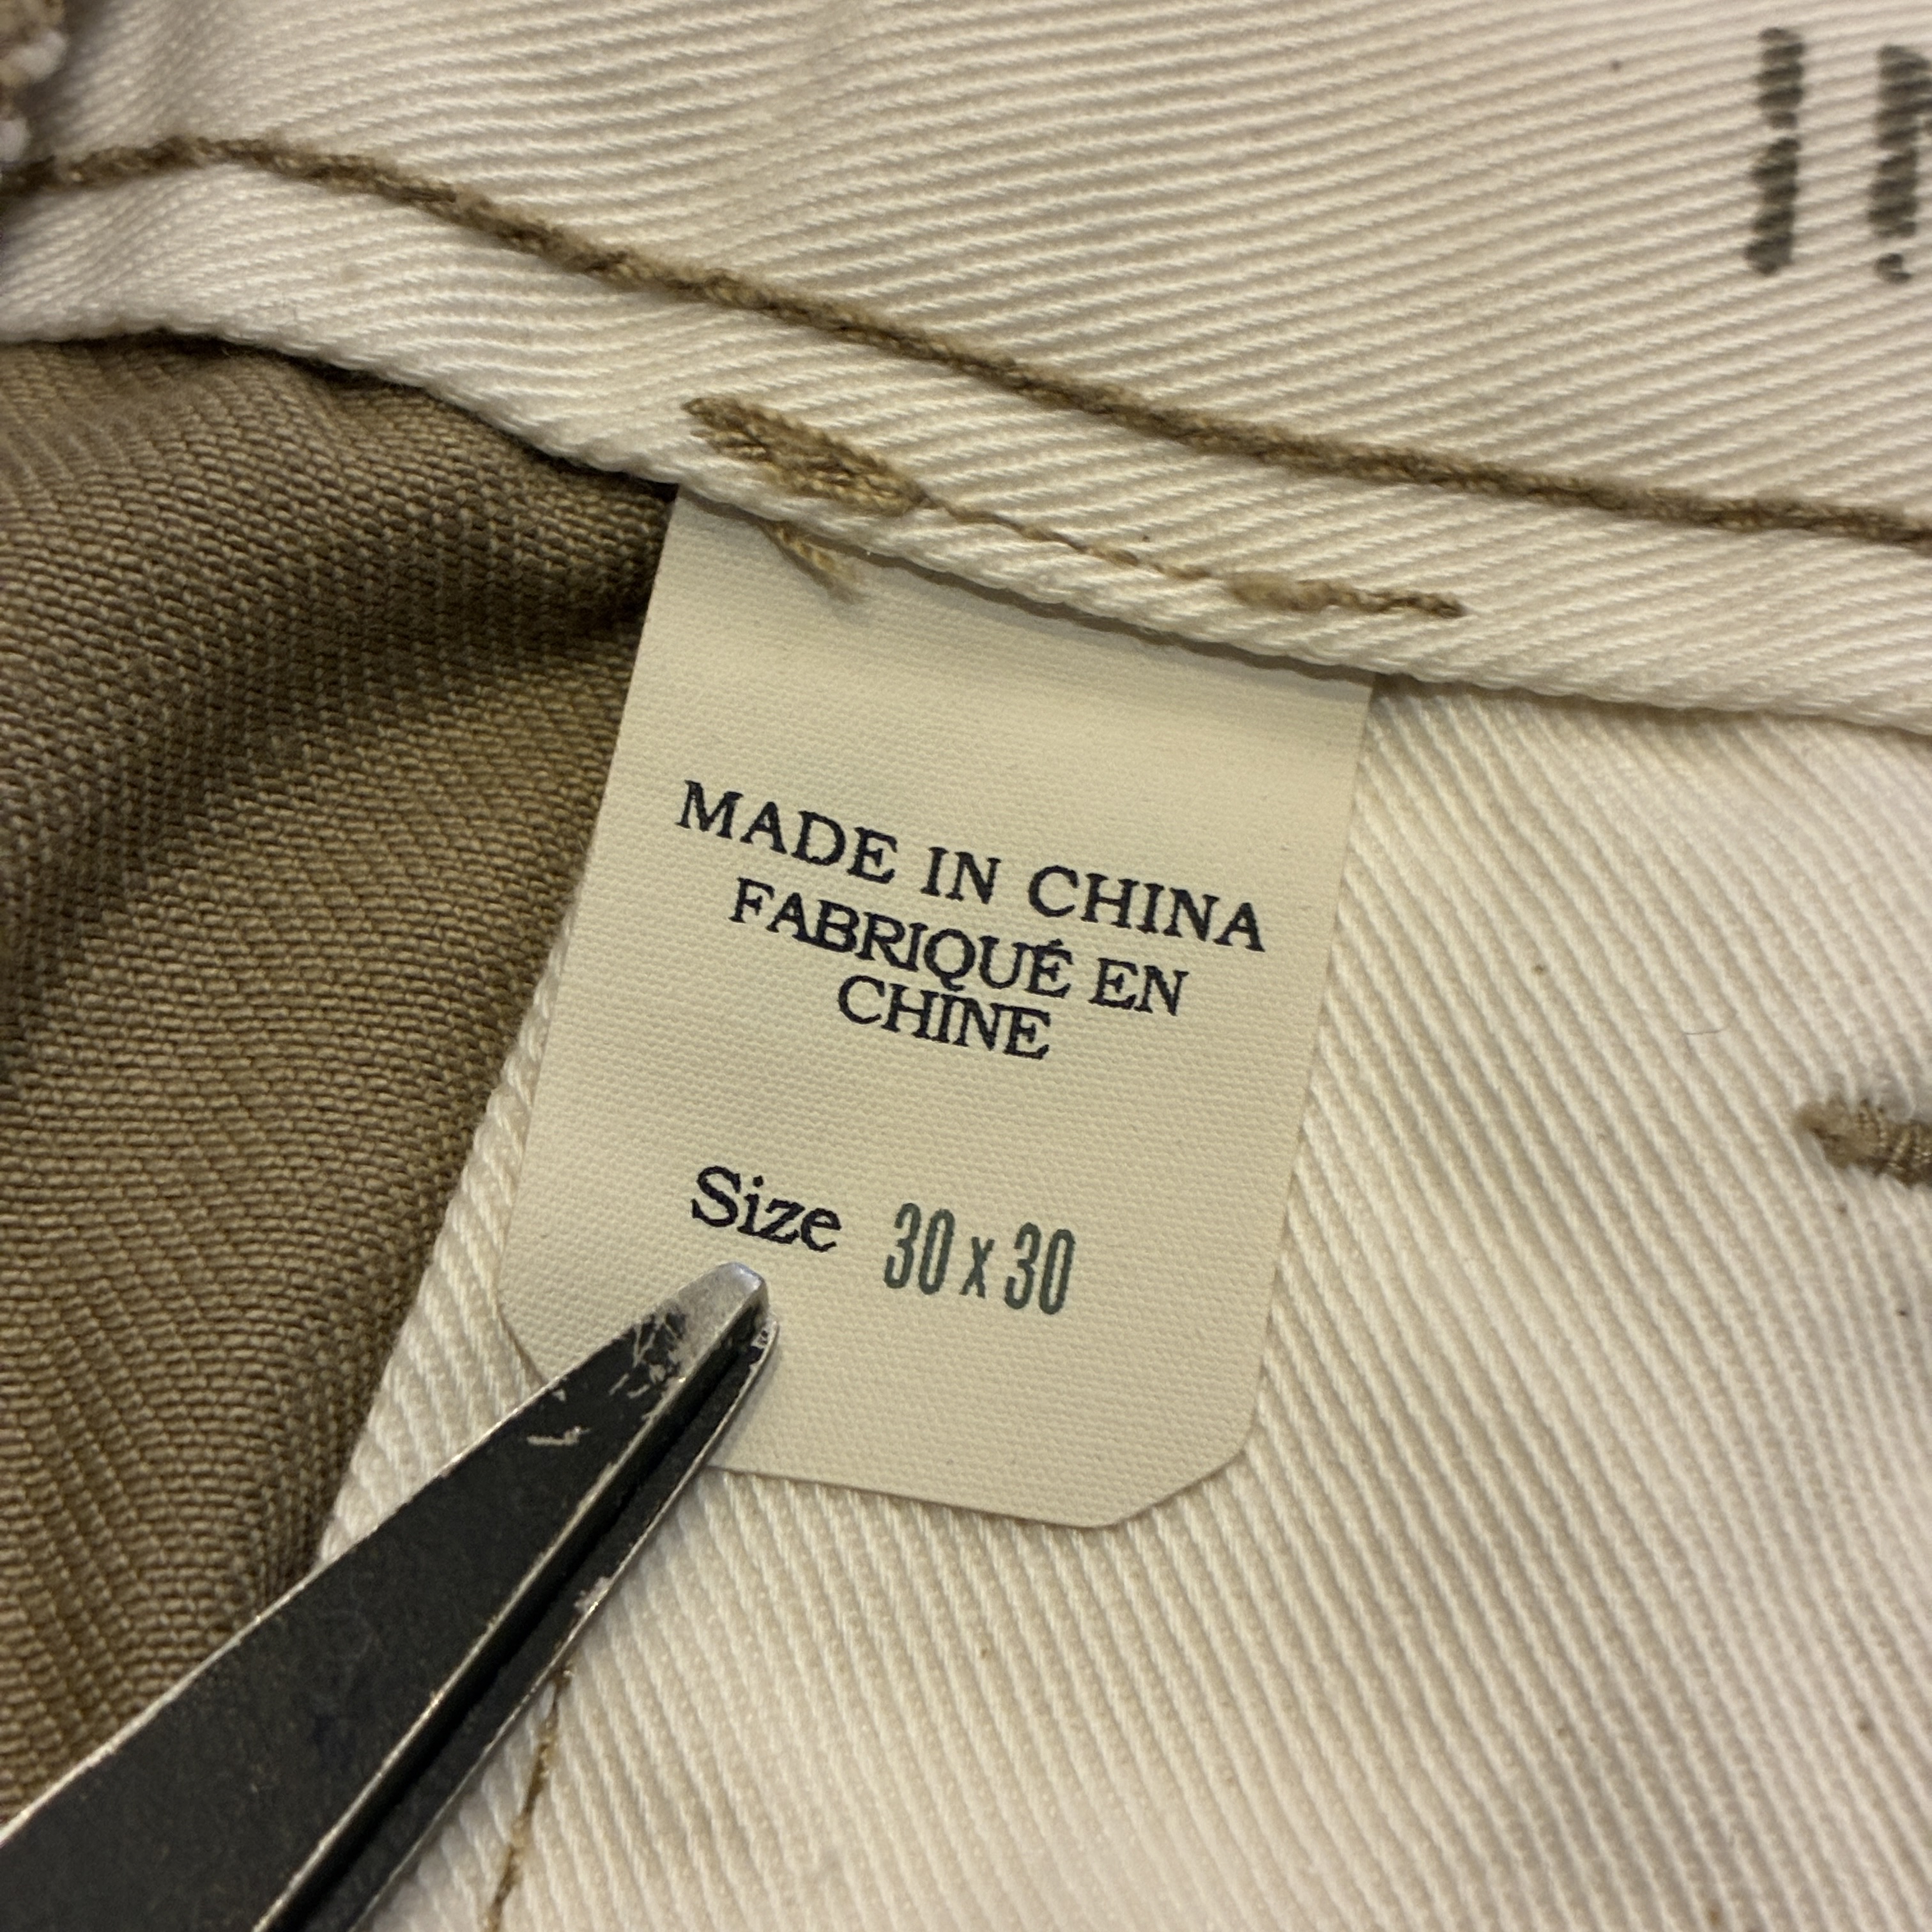 MADE IN CHINA
FABRIQUÉ EN
CHINE
Size 30 x 30